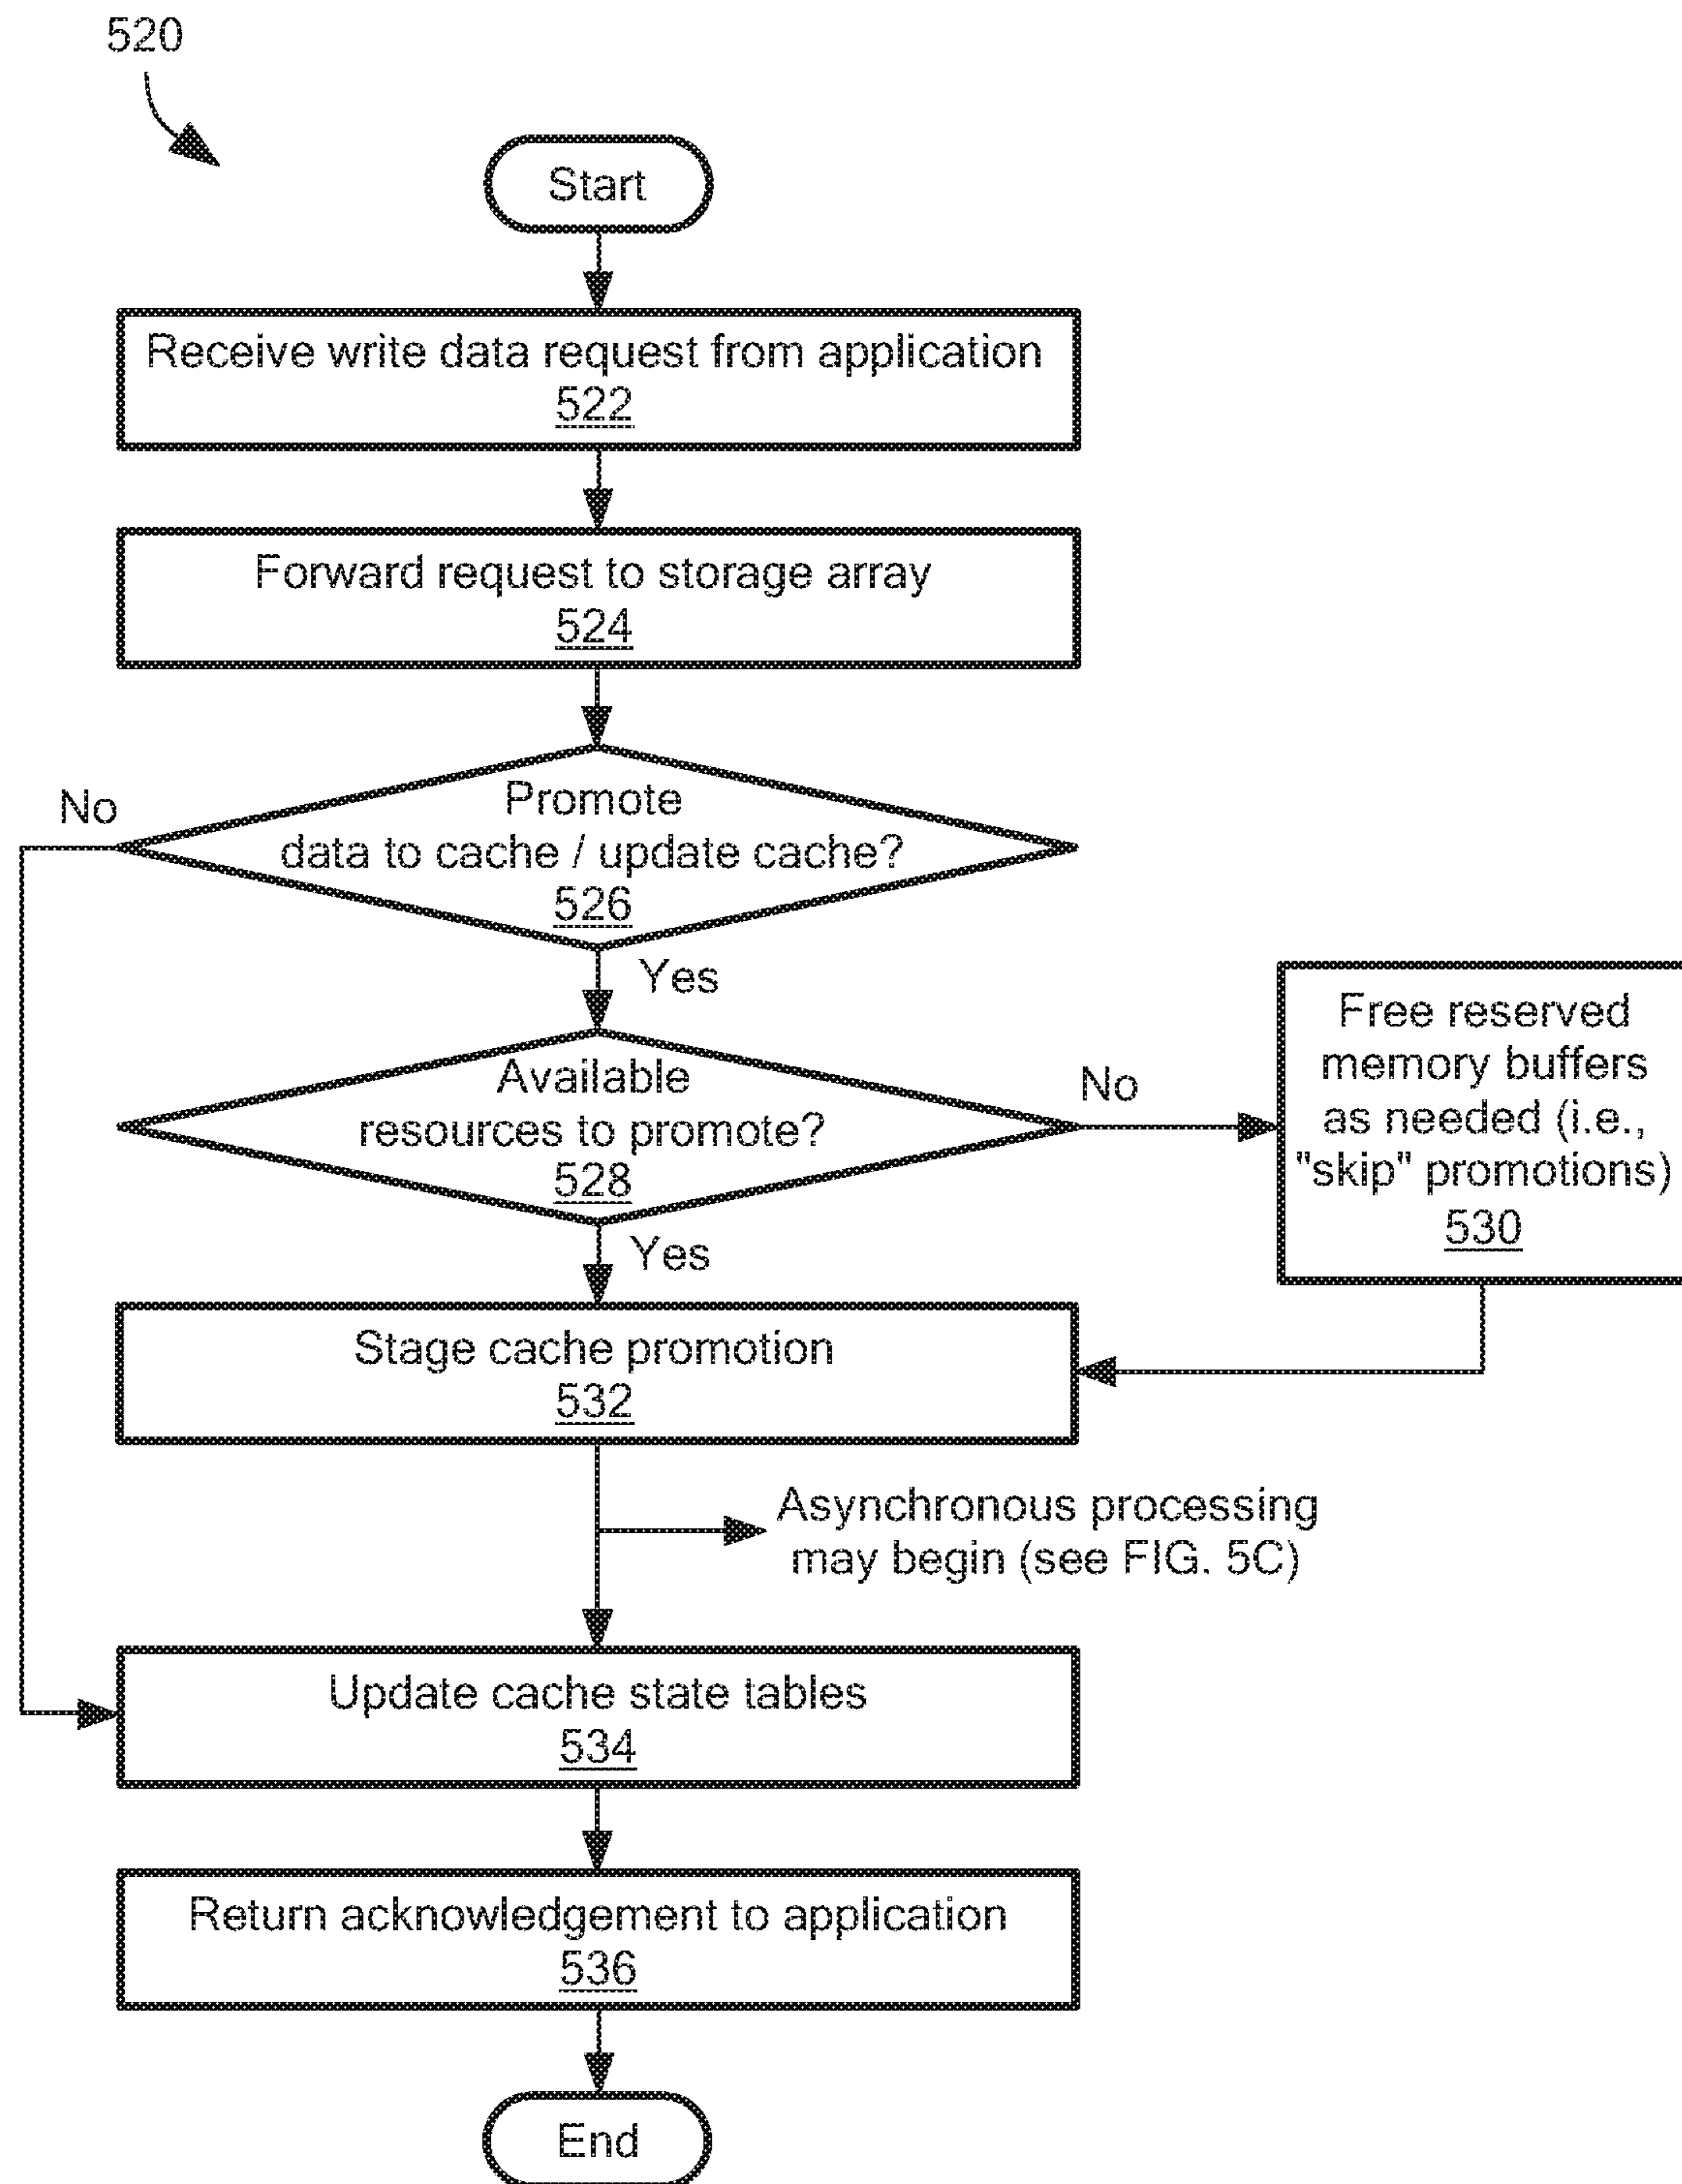 520
Start
Receive write data request from application
522
Forward request to storage array
524
Promote
data to cache / update cache?
526
No
Yes
Available
resources to promote?
528
No
Free reserved
memory buffers
as needed (i.e.,
"skip" promotions)
530
Yes
Stage cache promotion
532
Asynchronous processing
may begin (see FIG. 5C)
Update cache state tables
534
Return acknowledgement to application
536
End